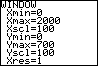 WINDOW
Xmin=0
Xmax=2000
Xscl=100
Ymin=0
Ymax=700
Yscl=100
Xres=1